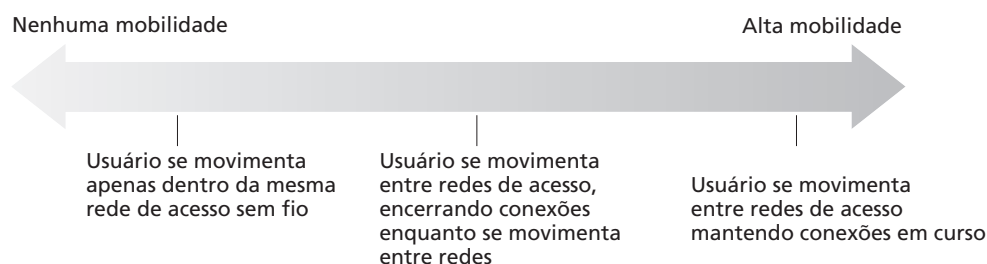 Nenhuma mobilidade
Alta mobilidade
Usuário se movimenta
apenas dentro da mesma
rede de acesso sem fio
Usuário se movimenta
entre redes de acesso,
encerrando conexões
enquanto se movimenta
entre redes
Usuário se movimenta
entre redes de acesso
mantendo conexões em curso